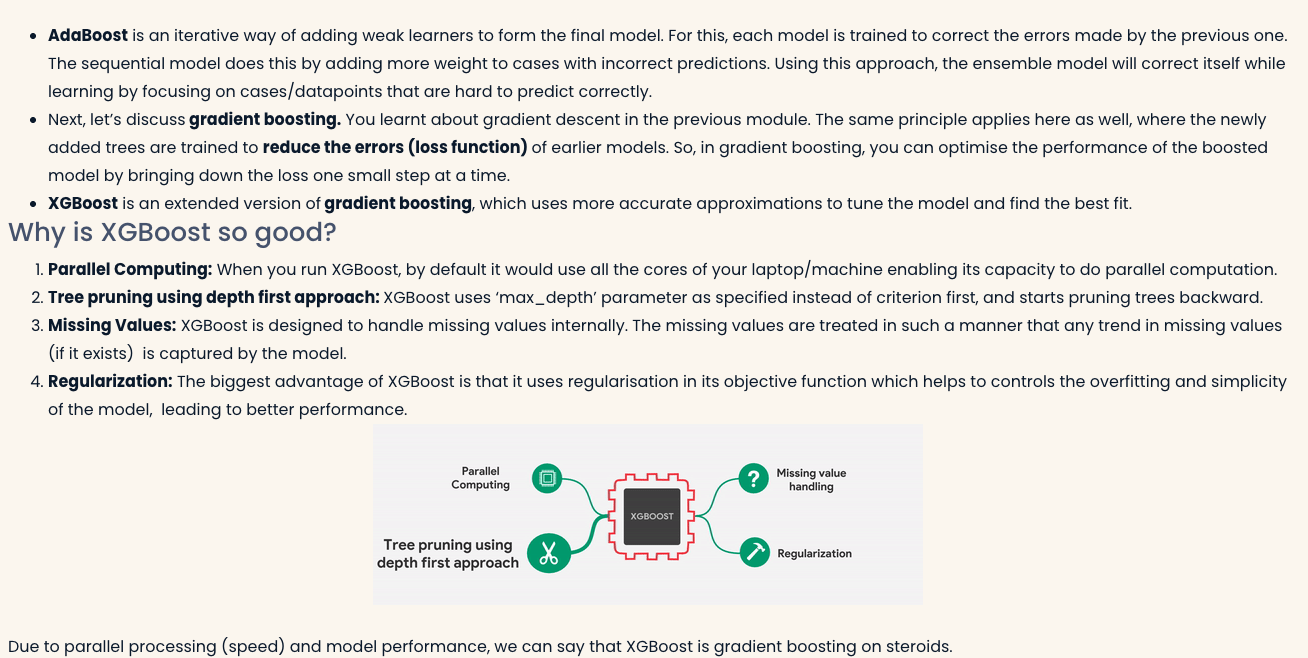 AdaBoost is an iterative way of adding weak learners to form the final model. For this, each model is trained to correct the errors made by the previous one.
The sequential model does this by adding more weight to cases with incorrect predictions. Using this approach, the ensemble model will correct itself while
learning by focusing on cases/datapoints that are hard to predict correctly.
Next, let's discuss gradient boosting. You learnt about gradient descent in the previous module. The same principle applies here as well, where the newly
added trees are trained to reduce the errors (loss function) of earlier models. So, in gradient boosting, you can optimise the performance of the boosted
model by bringing down the loss one small step at a time.
XGBoost is an extended version of gradient boosting, which uses more accurate approximations to tune the model and find the best fit.
Why is XGBoost so good?
1. Parallel Computing: When you run XGBoost, by default it would use all the cores of your laptop/machine enabling its capacity to do parallel computation.
2. Tree pruning using depth first approach: XGBoost uses 'max_depth' parameter as specified instead of criterion first, and starts pruning trees backward.
3. Missing Values: XGBoost is designed to handle missing values internally. The missing values are treated in such a manner that any trend in missing values
(if it exists)  is captured by the model.
4. Regularization: The biggest advantage of XGBoost is that it uses regularisation in its objective function which helps to controls the overfitting and simplicity
of the model,  leading to better performance.
Parallel
Computing
Missing value
handling
XGBOOST
Tree pruning using
depth first approach
Regularization
Due to parallel processing (speed) and model performance, we can say that XGBoost is gradient boosting on steroids.